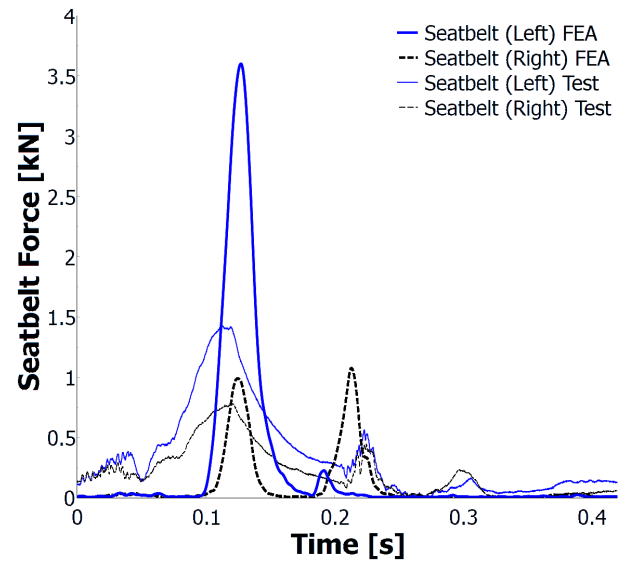 4
Seatbelt (Left) FEA
Seatbelt (Right) FEA
Seatbelt (Left) Test
Seatbelt (Right) Test
3.5
3
2.5
2
1.5
1
0.5
0
Seatbelt Force [kN]
0 0.1 0.2 0.3 0.4
Time [s]